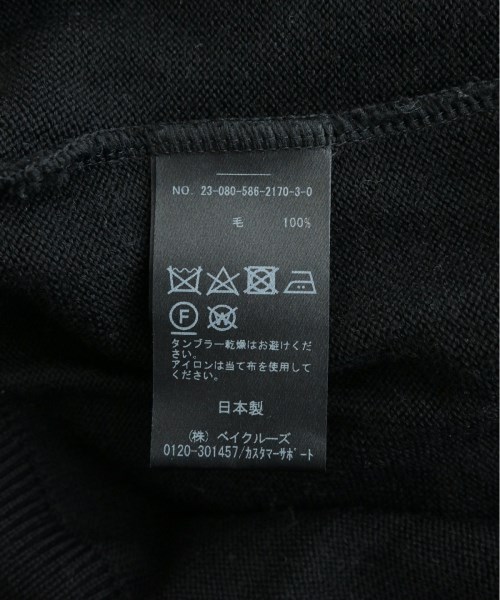 NO. 23-080-586-2170-3-0
毛 100%
F
W
タンブラー乾燥はお避けくだ
さい。
アイロンは当て布を使用して
ください。
日本製
(株) ベイクルーズ
0120-301457/ｶｽﾀﾏｰｻﾎﾟｰﾄ